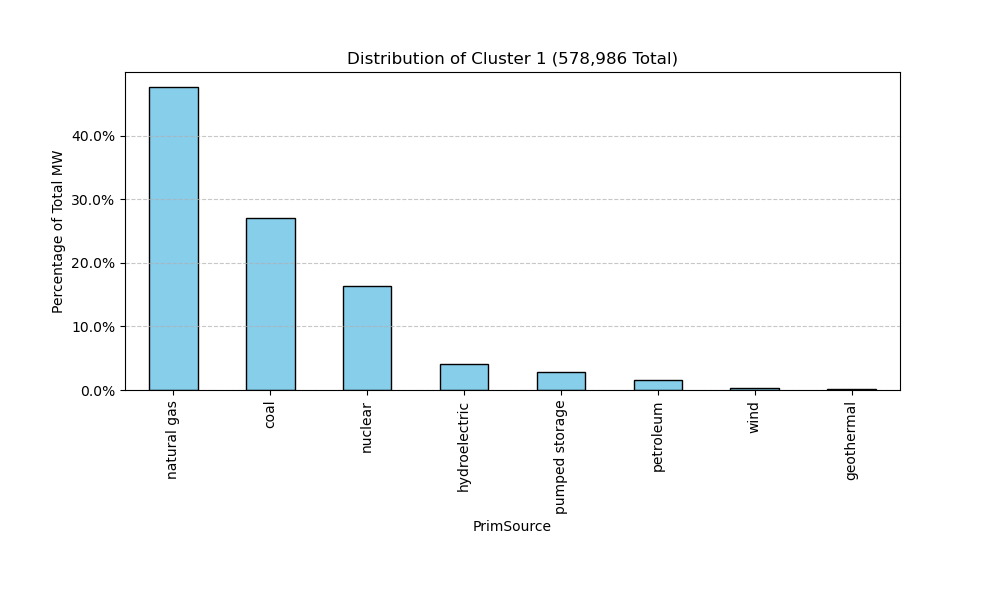 Distribution of Cluster 1 (578,986 Total)
Percentage of Total MW
40.0%
30.0%
20.0%
10.0%
0.0%
natural gas
coal
nuclear
hydroelectric
pumped storage
petroleum
wind
geothermal
PrimSource